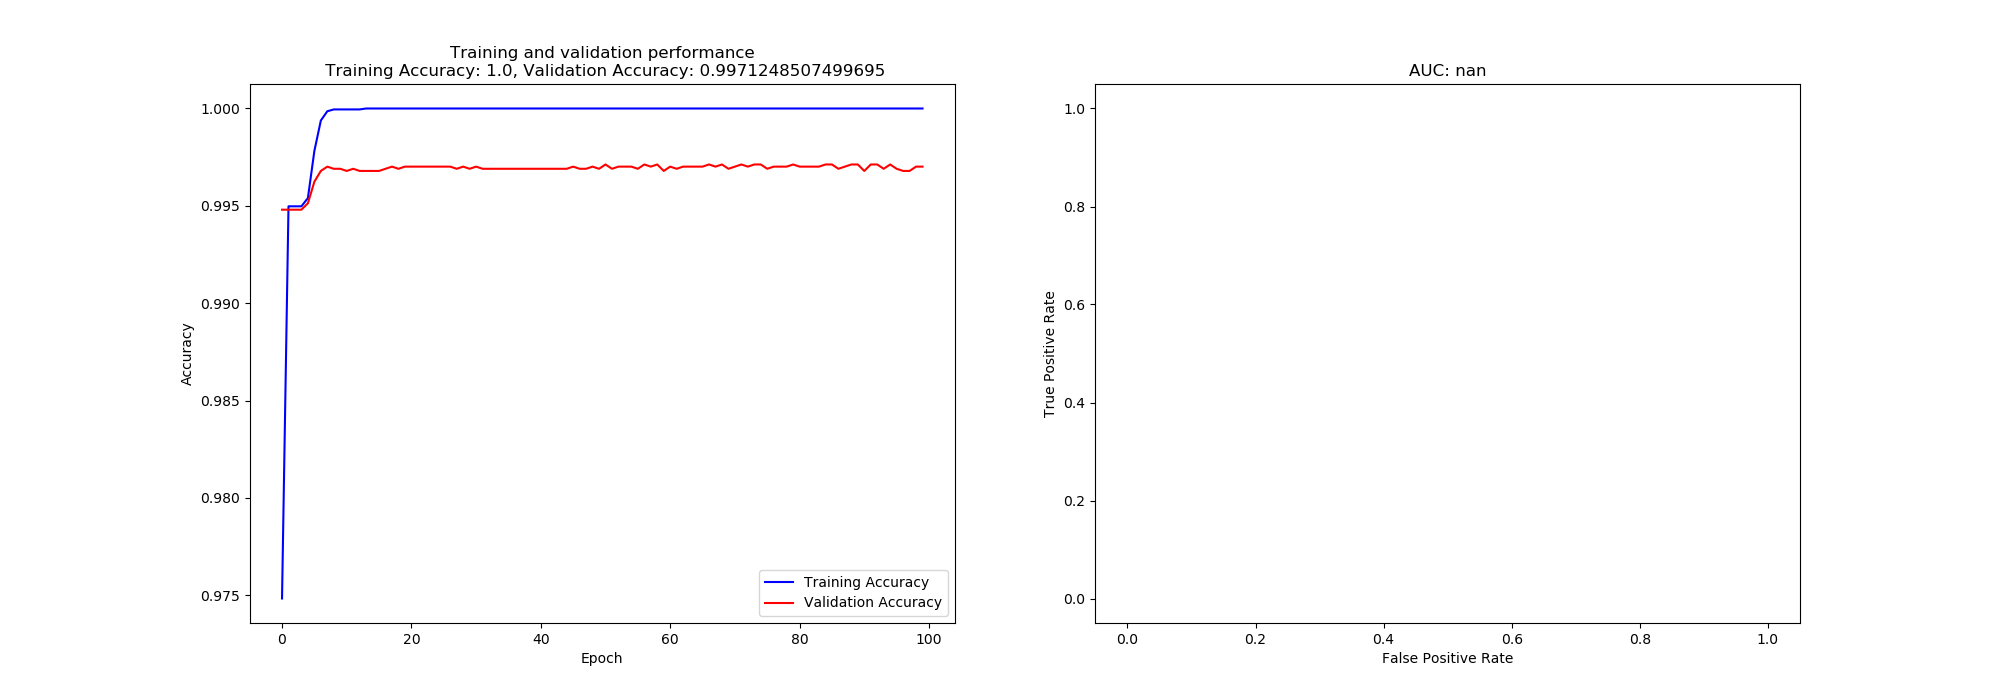 Training and validation performance
Training Accuracy: 1.0, Validation Accuracy: 0.9971248507499695
1.000
0.995
0.990
0.985
0.980
0.975
Accuracy
0
20
40
60
80
100
Epoch
Training Accuracy
Validation Accuracy
AUC: nan
1.0
0.8
0.6
0.4
0.2
0.0
True Positive Rate
0.0
0.2
0.4
0.6
0.8
1.0
False Positive Rate